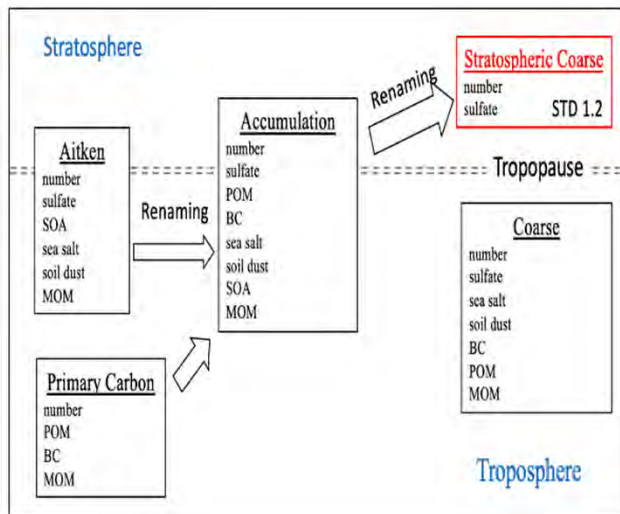 Stratosphere
Aitken
number
sulfate
SOA
sea salt
soil dust
MOM
Renaming
Primary Carbon
number
POM
BC
MOM
Accumulation
number
sulfate
POM
BC
sea salt
soil dust
SOA
MOM
Renaming
Stratospheric Coarse
number
sulfate STD 1.2
Tropopause
Coarse
number
sulfate
sea salt
soil dust
BC
POM
MOM
Troposphere